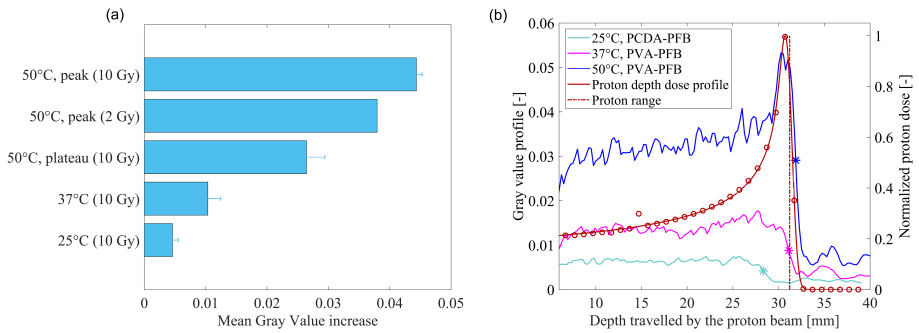 (a)
50°C, peak (10 Gy)
50°C, peak (2 Gy)
50°C, plateau (10 Gy)
37°C (10 Gy)
25°C (10 Gy)
0 0.01 0.02 0.03 0.04 0.05
Mean Gray Value increase
(b)
Gray value profile [-]
0.06
0.05
0.04
0.03
0.02
0.01
0
25°C, PCDA-PFB
37°C, PVA-PFB
50°C, PVA-PFB
Proton depth dose profile
Proton range
1
0.8
0.6
0.4
0.2
0
Normalized proton dose [-]
10 15 20 25 30 35 40
Depth travelled by the proton beam [mm]